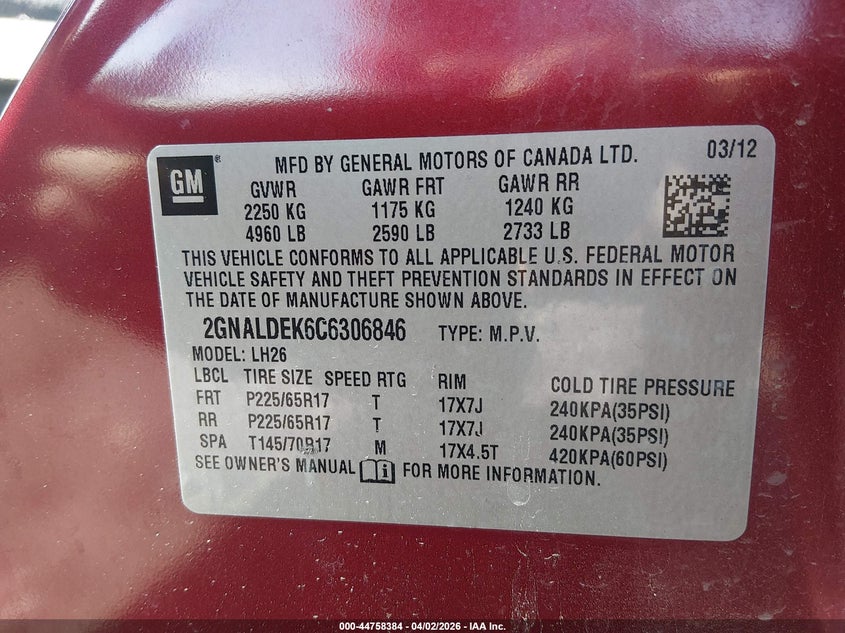 GM
MFD BY GENERAL MOTORS OF CANADA LTD. 03/12
GVWR GAWR FRT GAWR RR
2250 KG 1175 KG 1240 KG
4960 LB 2590 LB 2733 LB
THIS VEHICLE CONFORMS TO ALL APPLICABLE U.S. FEDERAL MOTOR
VEHICLE SAFETY AND THEFT PREVENTION STANDARDS IN EFFECT ON
THE DATE OF MANUFACTURE SHOWN ABOVE.
2GNALDEK6C6306846 TYPE: M.P.V.
MODEL: LH26
LBCL TIRE SIZE SPEED RTG RIM COLD TIRE PRESSURE
FRT P225/65R17 T 17X7J 240KPA(35PSI)
RR P225/65R17 T 17X7J 240KPA(35PSI)
SPA T145/70R17 M 17X4.5T 420KPA(60PSI)
SEE OWNER'S MANUAL i FOR MORE INFORMATION.
000-44758384 - 04/02/2026 - IAA Inc.